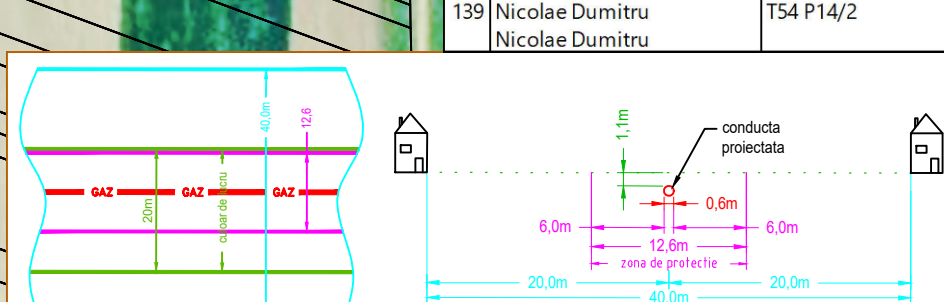 139 Nicolae Dumitru T54 P14/2
Nicolae Dumitru
40,0m
12,6
GAZ GAZ GAZ
20m
culoar de lucru
1,1m
conducta
proiectata
0,6m
6,0m 6,0m
12,6m
zona de protectie
20,0m 20,0m
40,0m